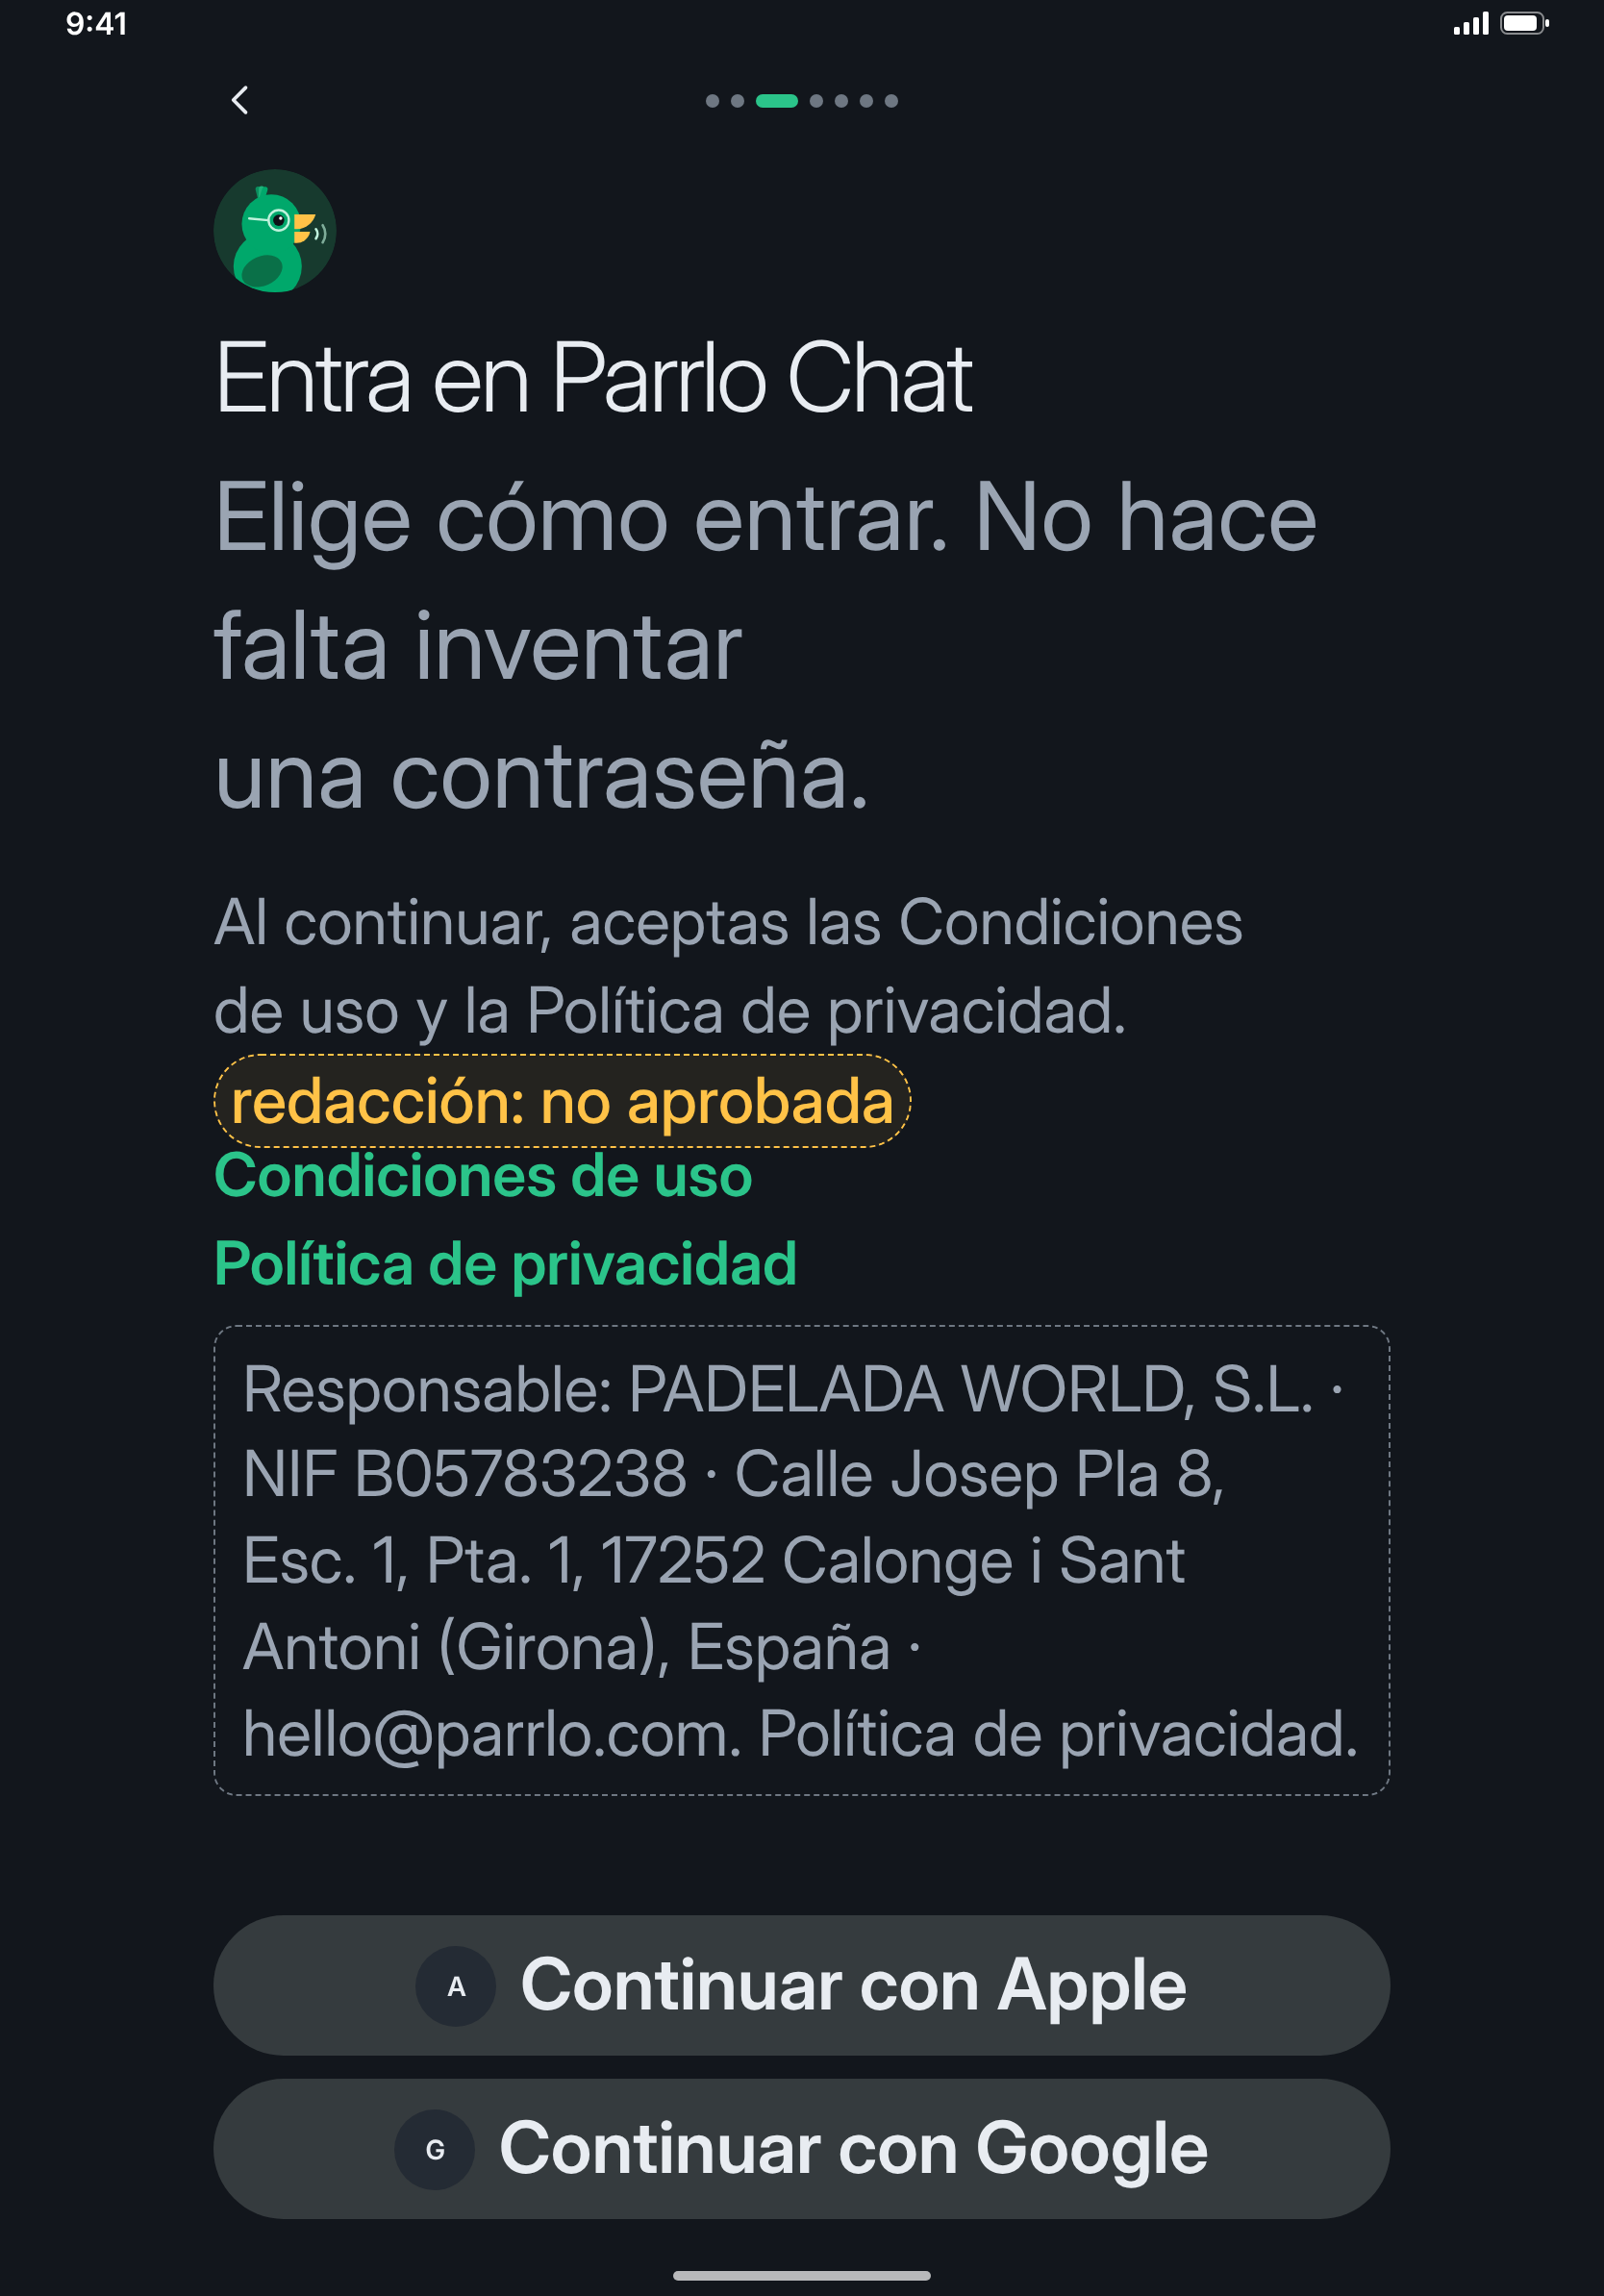 9:41
Entra en Parrlo Chat
Elige cómo entrar. No hace
falta inventar
una contraseña.
Al continuar, aceptas las Condiciones
de uso y la Política de privacidad.
redacción: no aprobada
Condiciones de uso
Política de privacidad
Responsable: PADELADA WORLD, S.L. ·
NIF B05783238 · Calle Josep Pla 8,
Esc. 1, Pta. 1, 17252 Calonge i Sant
Antoni (Girona), España ·
hello@parrlo.com. Política de privacidad.
A Continuar con Apple
G Continuar con Google